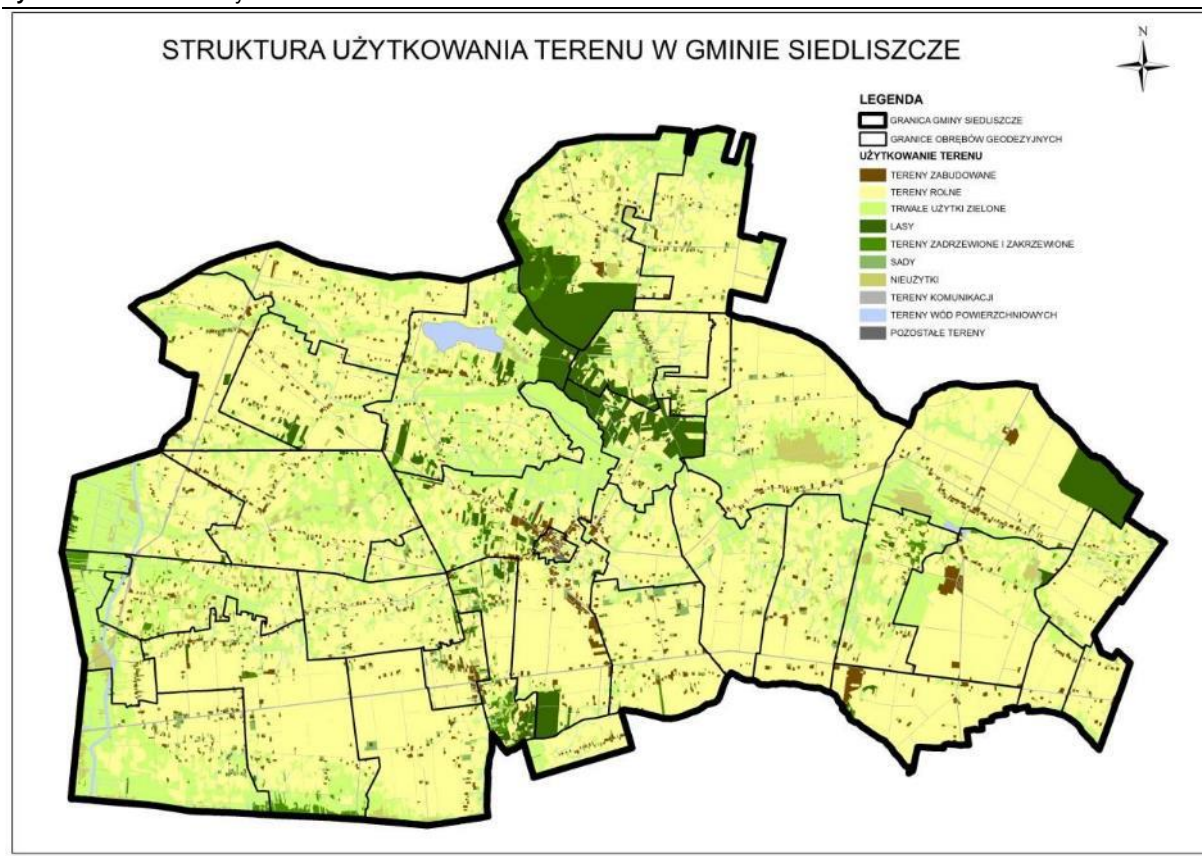 STRUKTURA UŻYTKOWANIA TERENU W GMINIE SIEDLISZCZE
N
LEGENDA
GRANICA GMINY SIEDLISZCZE
GRANICE OBRĘBÓW GEODEZYJNYCH
UŻYTKOWANIE TERENU
TERENY ZABUDOWANE
TERENY ROLNE
TRWAŁE UŻYTKI ZIELONE
LASY
TERENY ZADRZEWIONE I ZAKRZEWIONE
SADY
NIEUŻYTKI
TERENY KOMUNIKACJI
TERENY WÓD POWIERZCHNIOWYCH
POZOSTAŁE TERENY